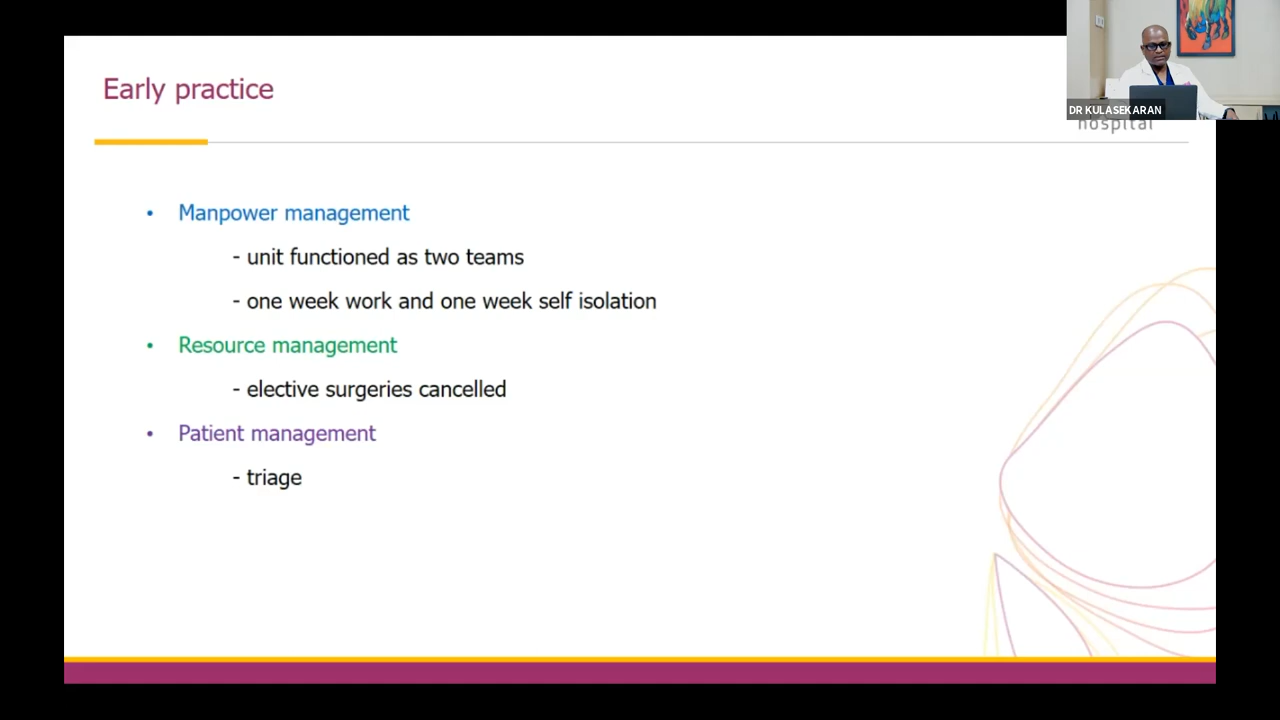 Early practice
DR KULASEKARAN
hospital
• Manpower management
- unit functioned as two teams
- one week work and one week self isolation
• Resource management
- elective surgeries cancelled
• Patient management
- triage